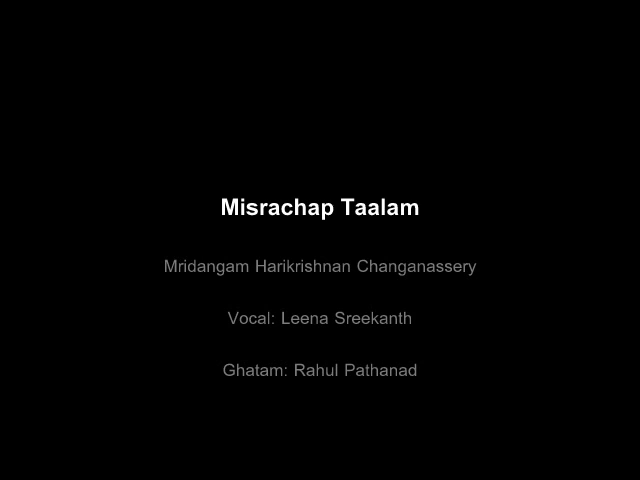 Misrachap Taalam
Mridangam Harikrishnan Changanassery
Vocal: Leena Sreekanth
Ghatam: Rahul Pathanad